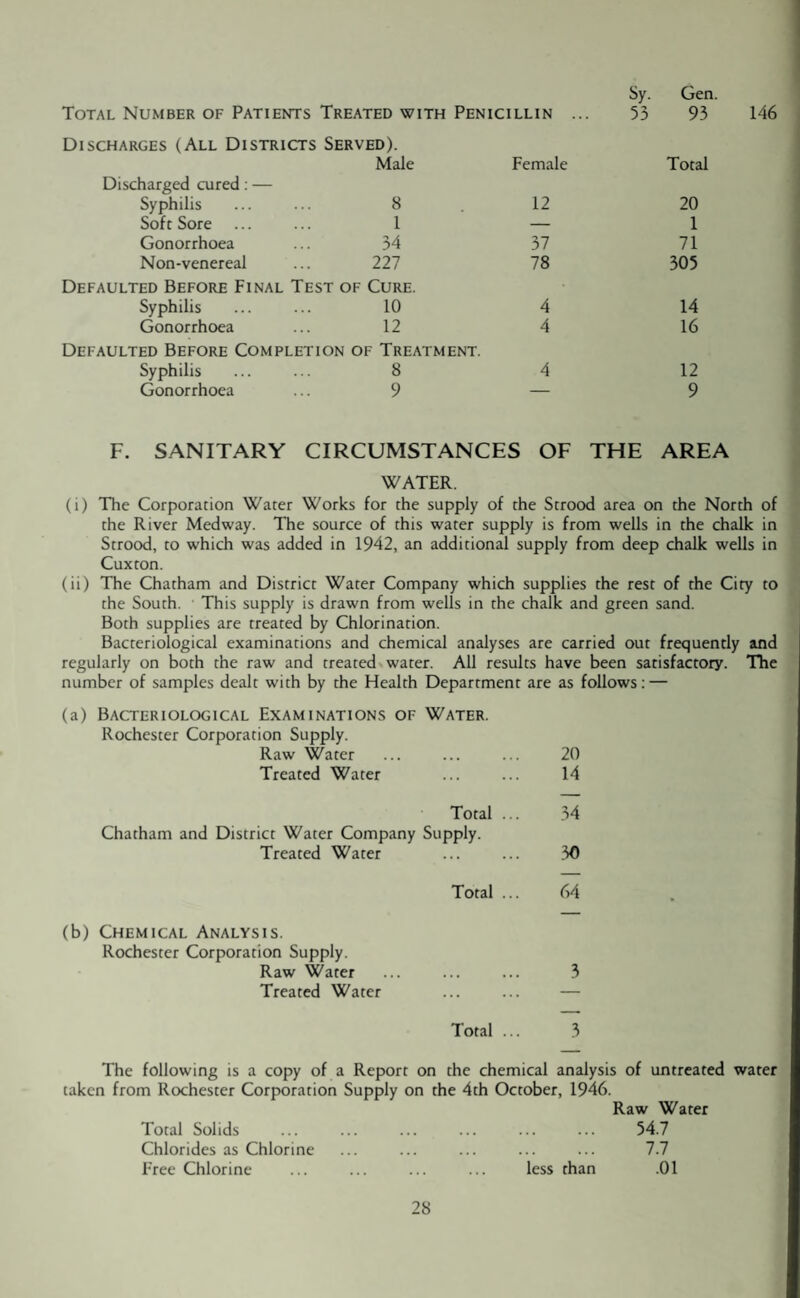 Sy. Gen.
Total Number of Patients Treated with Penicillin ... 53 93 146
Discharges (All Districts Served).
Male Female Total
Discharged cured : —
Syphilis ... ... 8 12 20
Soft Sore ... ... 1 — 1
Gonorrhoea ... 34 37 71
Non-venereal ... 227 78 305
Defaulted Before Final Test of Cure.
Syphilis ... ... 10 4 14
Gonorrhoea ... 12 4 16
Defaulted Before Completion of Treatment.
Syphilis ... ... 8 4 12
Gonorrhoea ... 9 — 9
F. SANITARY CIRCUMSTANCES OF THE AREA
WATER.
(i) The Corporation Water Works for the supply of the Strood area on the North of
the River Medway. The source of this water supply is from wells in the chalk in
Strood, to which was added in 1942, an additional supply from deep chalk wells in
Cuxton.
(ii) The Chatham and District Water Company which supplies the rest of the City to
the South. This supply is drawn from wells in the chalk and green sand.
Both supplies are treated by Chlorination.
Bacteriological examinations and chemical analyses are carried out frequently and
regularly on both the raw and treated water. All results have been satisfactory. The
number of samples dealt with by the Health Department are as follows : —
(a) Bacteriological Examinations of Water.
Rochester Corporation Supply.
Raw Water ... ... ... 20
Treated Water ... ... 14
Total ... 34
Chatham and District Water Company Supply.
Treated Water ... ... 30
Total ... 64
(b) Chemical Analysis.
Rochester Corporation Supply.
Raw Water ... ... ... 3
Treated Water ... ... —
Total ... 3
The following is a copy of a Report on the chemical analysis of untreated water
taken from Rochester Corporation Supply on the 4th October, 1946.
Raw Water
Total Solids ... ... ... ... ... ... 54.7
Chlorides as Chlorine ... ... ... ... ... 7.7
Free Chlorine ... ... ... ... less than .01
28